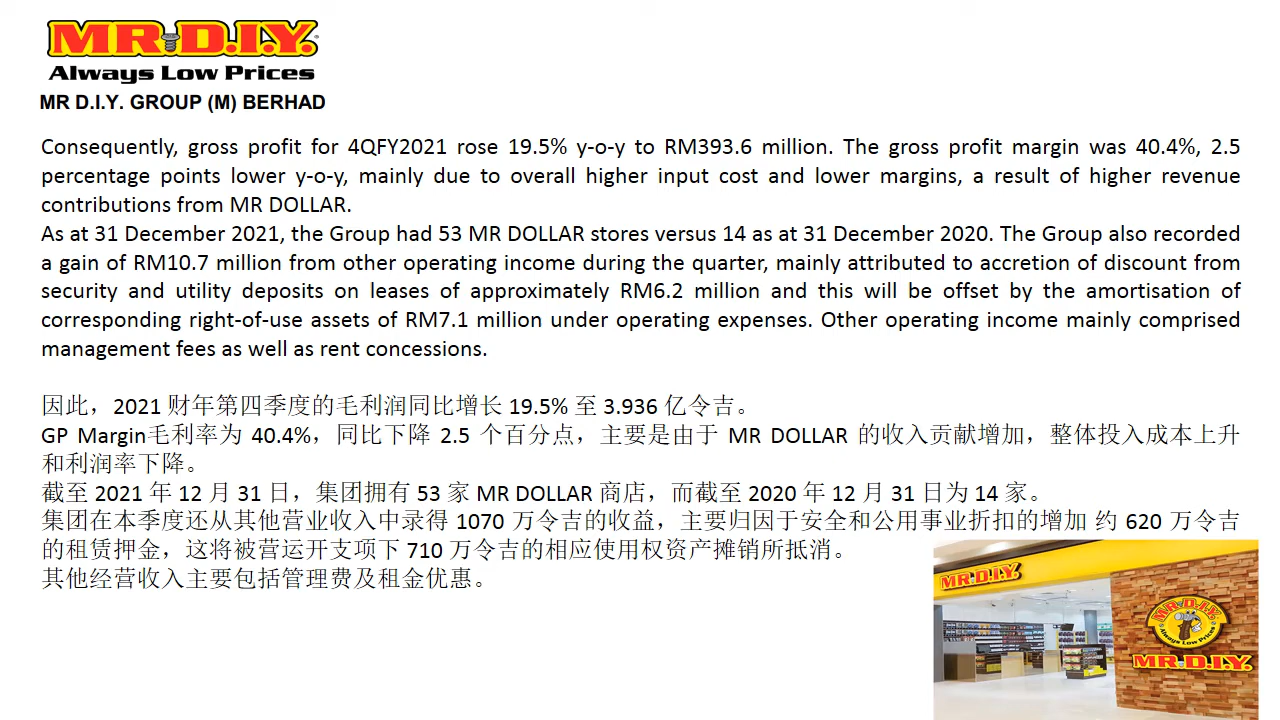 MR D.I.Y.
Always Low Prices
MR D.I.Y. GROUP (M) BERHAD
Consequently, gross profit for 4QFY2021 rose 19.5% y-o-y to RM393.6 million. The gross profit margin was 40.4%, 2.5
percentage points lower y-o-y, mainly due to overall higher input cost and lower margins, a result of higher revenue
contributions from MR DOLLAR.
As at 31 December 2021, the Group had 53 MR DOLLAR stores versus 14 as at 31 December 2020. The Group also recorded
a gain of RM10.7 million from other operating income during the quarter, mainly attributed to accretion of discount from
security and utility deposits on leases of approximately RM6.2 million and this will be offset by the amortisation of
corresponding right-of-use assets of RM7.1 million under operating expenses. Other operating income mainly comprised
management fees as well as rent concessions.
因此，2021 财年第四季度的毛利润同比增长 19.5% 至 3.936 亿令吉。
GP Margin毛利率为 40.4%，同比下降 2.5 个百分点，主要是由于 MR DOLLAR 的收入贡献增加，整体投入成本上升
和利润率下降。
截至 2021 年 12 月 31 日，集团拥有 53 家 MR DOLLAR 商店，而截至 2020 年 12 月 31 日为 14 家。
集团在本季度还从其他营业收入中录得 1070 万令吉的收益，主要归因于安全和公用事业折扣的增加 约 620 万令吉
的租赁押金，这将被营运开支项下 710 万令吉的相应使用权资产摊销所抵消。
其他经营收入主要包括管理费及租金优惠。
MR.D.I.Y.
MR.D.I.Y.
Always Low Prices
MR.D.I.Y.